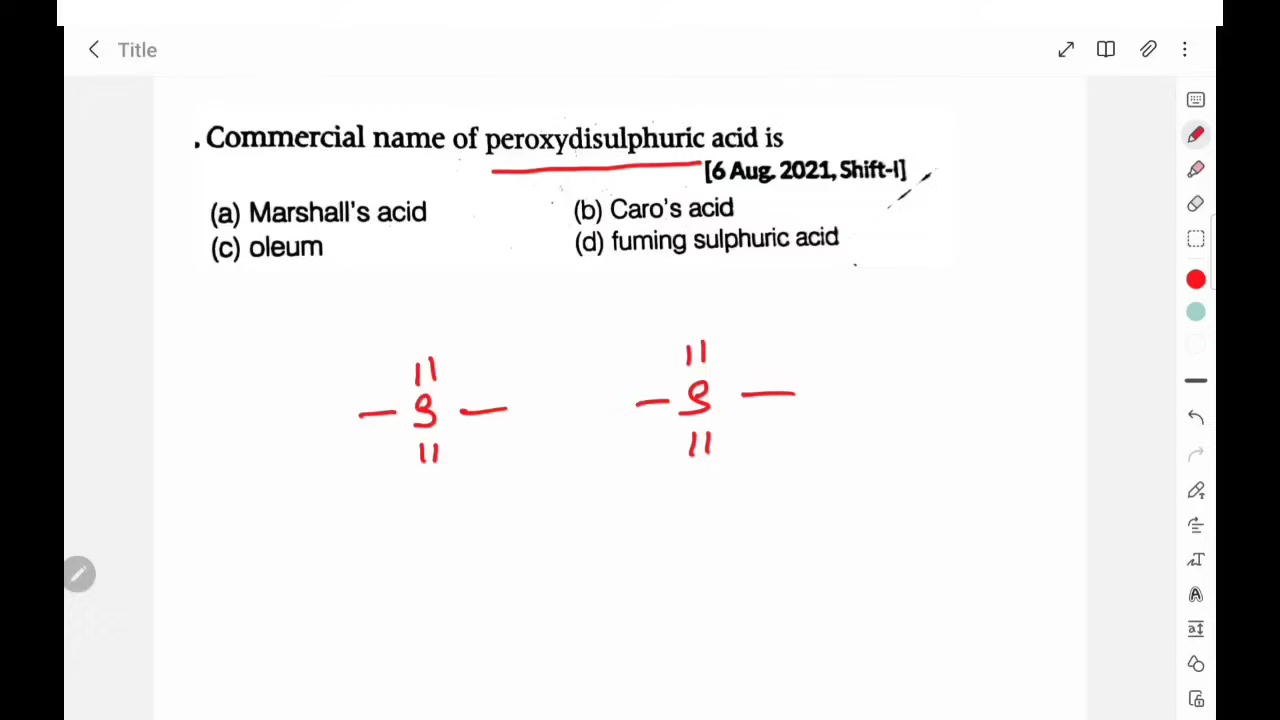 Title
. Commercial name of peroxydisulphuric acid is
[6 Aug. 2021, Shift-I]
(a) Marshall's acid (b) Caro's acid
(c) oleum (d) fuming sulphuric acid
S S